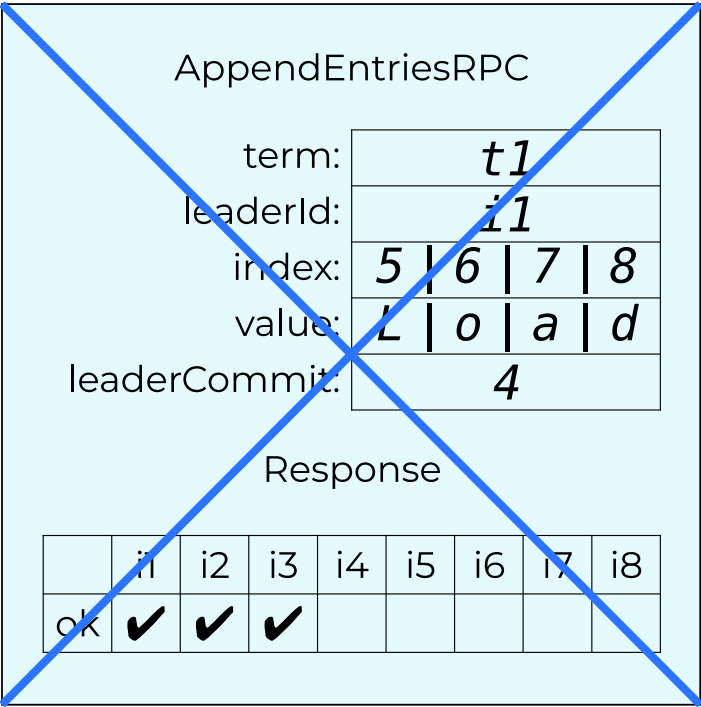 AppendEntriesRPC
term: t1
leaderId: i1
index: 5 | 6 | 7 | 8
value: L | o | a | d
leaderCommit: 4
Response
i1 i2 i3 i4 i5 i6 i7 i8
ok ✔ ✔ ✔